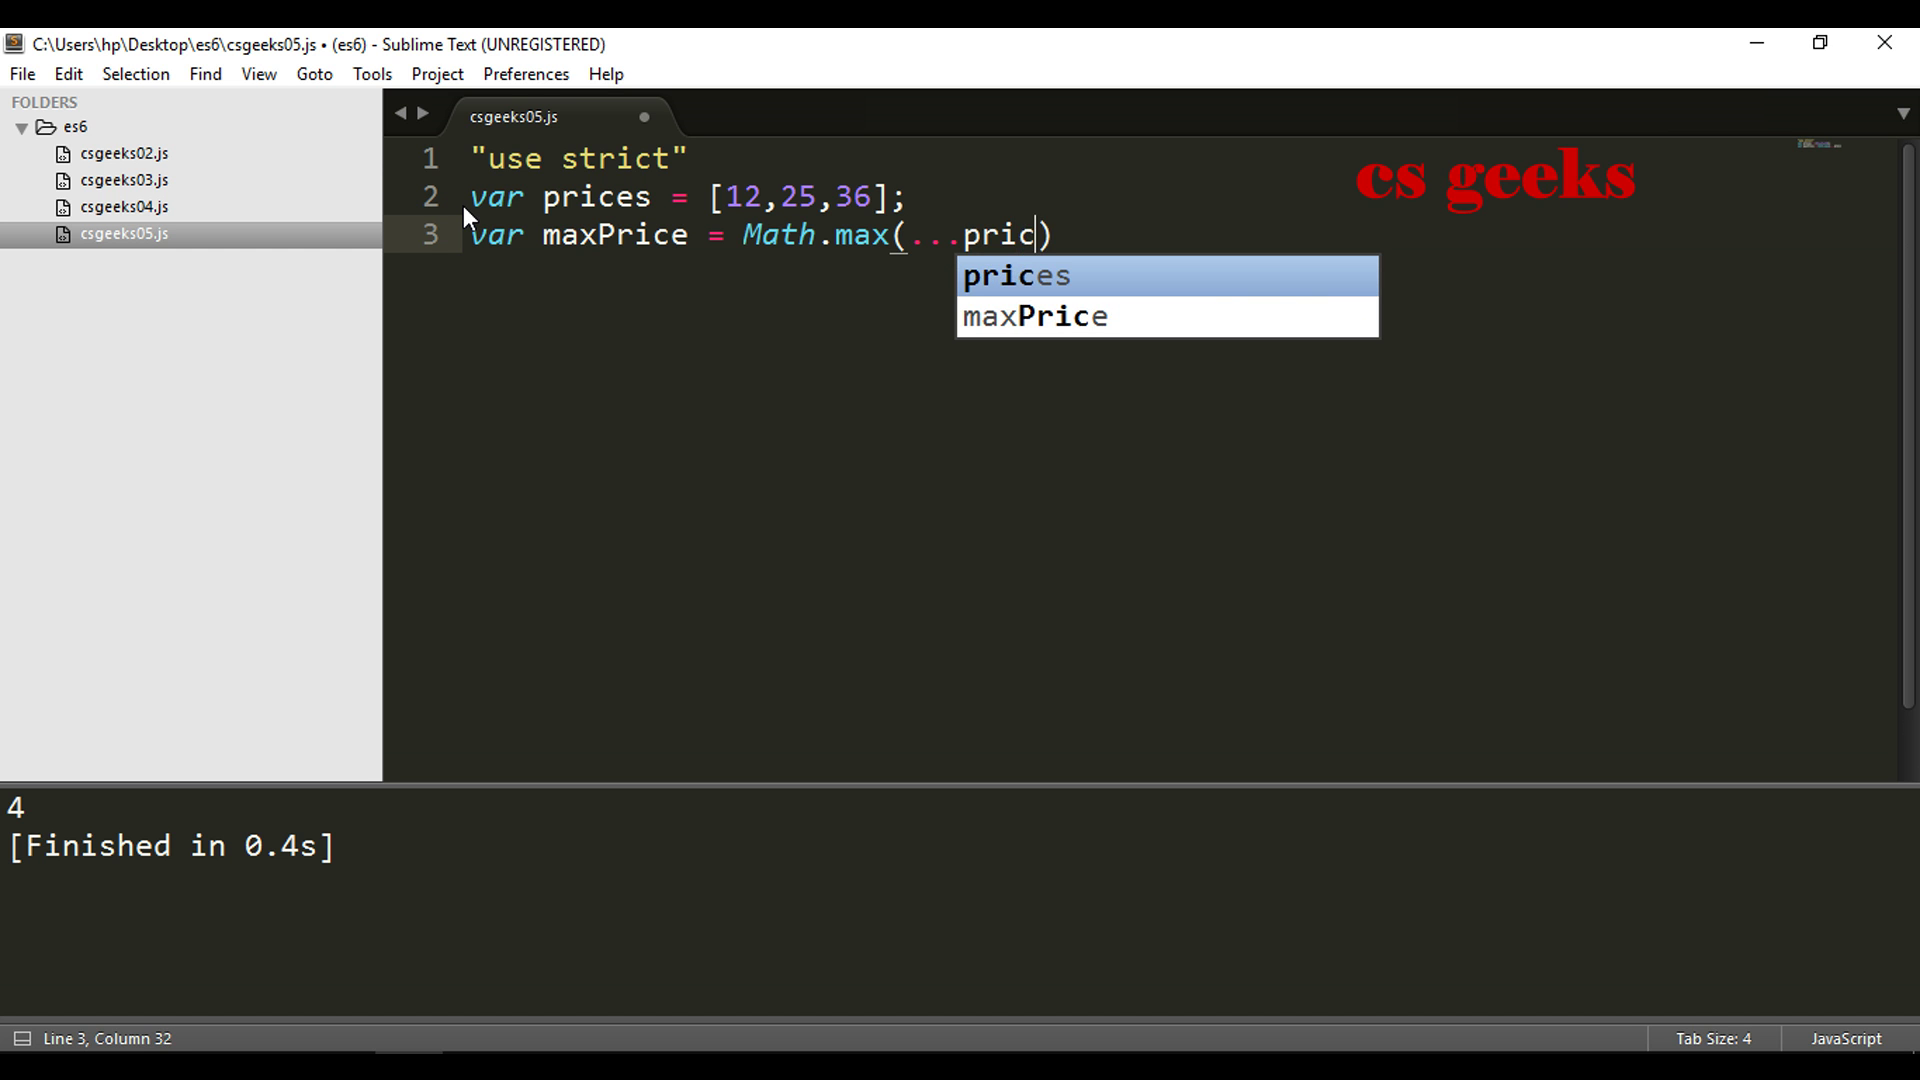 C:\Users\hp\Desktop\es6\csgeeks05.js • (es6) - Sublime Text (UNREGISTERED)
File Edit Selection Find View Goto Tools Project Preferences Help
FOLDERS
es6
csgeeks02.js
csgeeks03.js
csgeeks04.js
csgeeks05.js
csgeeks05.js
cs geeks
1 "use strict"
2 var prices = [12,25,36];
3 var maxPrice = Math.max(...pric)
prices
maxPrice
4
[Finished in 0.4s]
Line 3, Column 32
Tab Size: 4
JavaScript